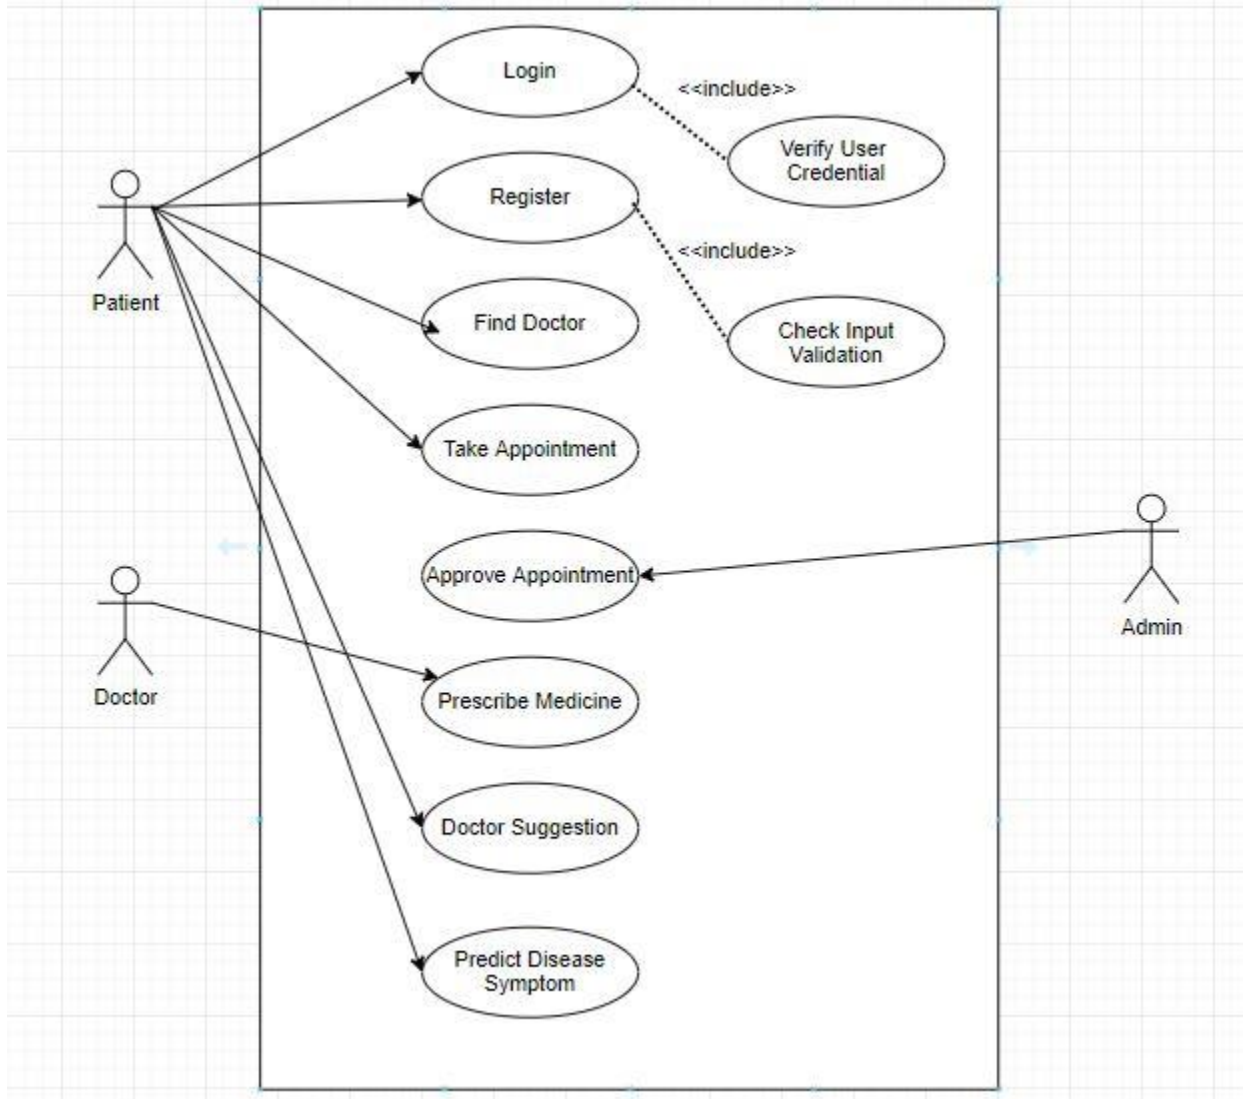 Login
<<include>>
Verify User
Credential
Register
<<include>>
Patient
Find Doctor
Check Input
Validation
Take Appointment
Approve Appointment
Admin
Doctor
Prescribe Medicine
Doctor Suggestion
Predict Disease
Symptom